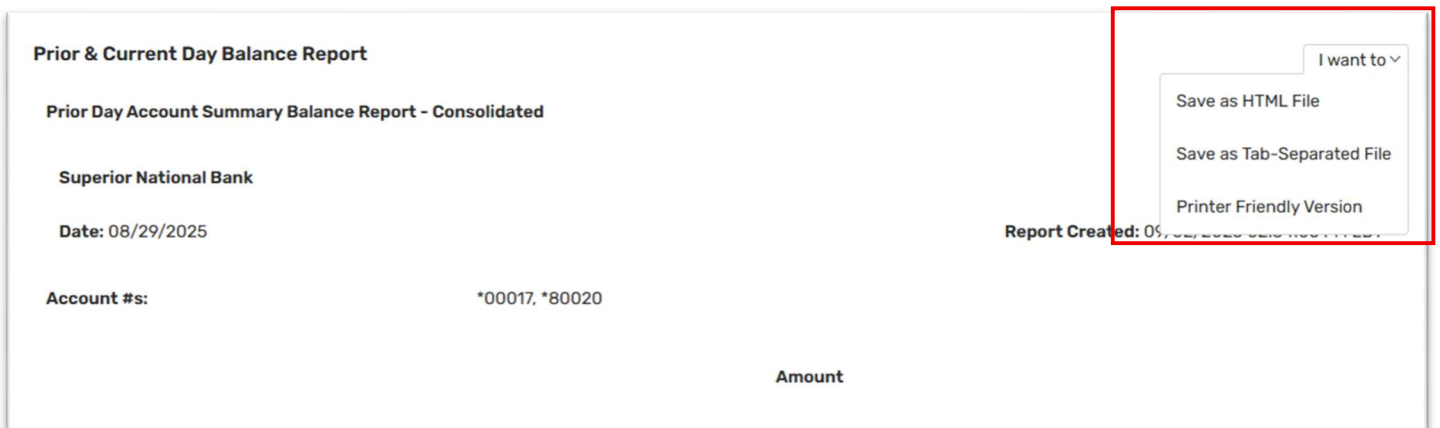 Prior & Current Day Balance Report
I want to
Prior Day Account Summary Balance Report - Consolidated
Save as HTML File
Save as Tab-Separated File
Superior National Bank
Printer Friendly Version
Date: 08/29/2025
Report Created:
Account #s:
*00017, *80020
Amount